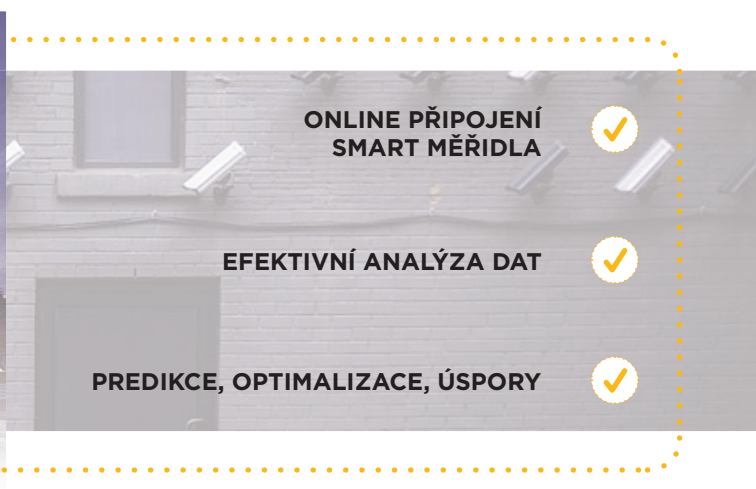 ONLINE PŘIPOJENÍ
SMART MĚŘIDLA
EFEKTIVNÍ ANALÝZA DAT
PREDIKCE, OPTIMALIZACE, ÚSPORY